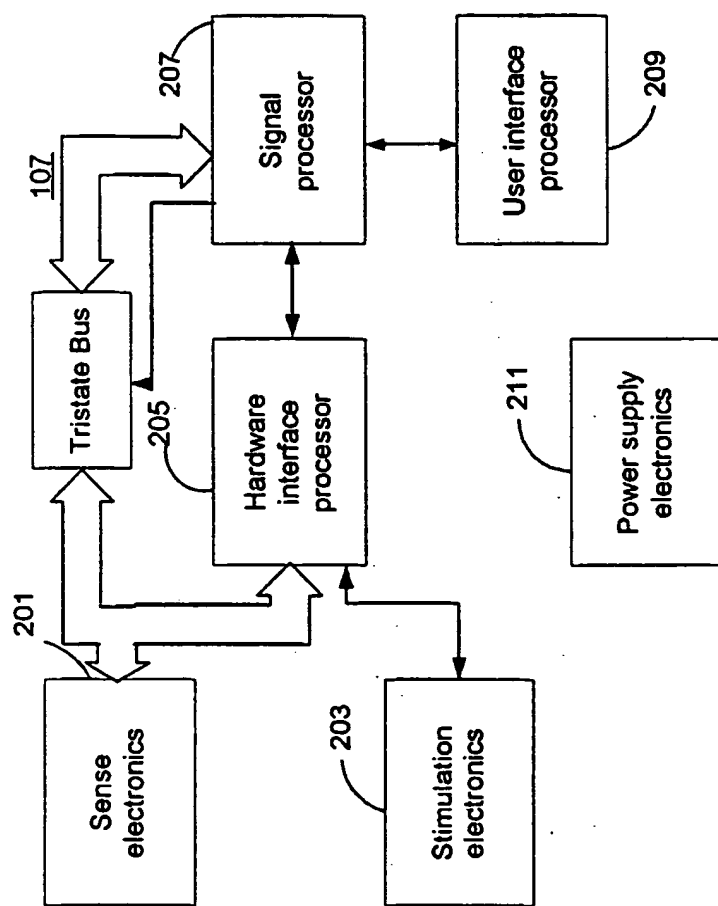 107
201
Sense
electronics
Tristate Bus
207
Signal
processor
205
Hardware
interface
processor
203
Stimulation
electronics
209
User interface
processor
211
Power supply
electronics